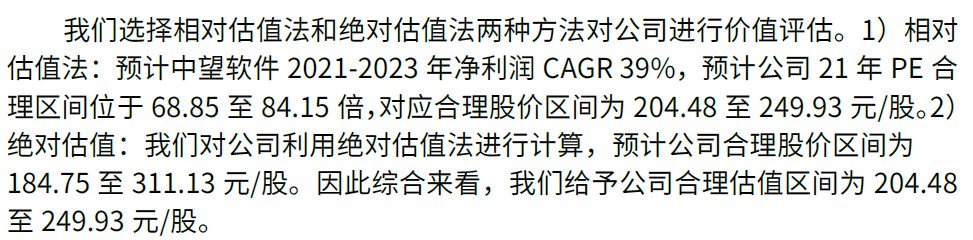 我们选择相对估值法和绝对估值法两种方法对公司进行价值评估。1）相对
估值法：预计中望软件 2021-2023 年净利润 CAGR 39%，预计公司 21 年 PE 合
理区间位于 68.85 至 84.15 倍，对应合理股价区间为 204.48 至 249.93 元/股。2）
绝对估值：我们对公司利用绝对估值法进行计算，预计公司合理股价区间为
184.75 至 311.13 元/股。因此综合来看，我们给予公司合理估值区间为 204.48
至 249.93 元/股。